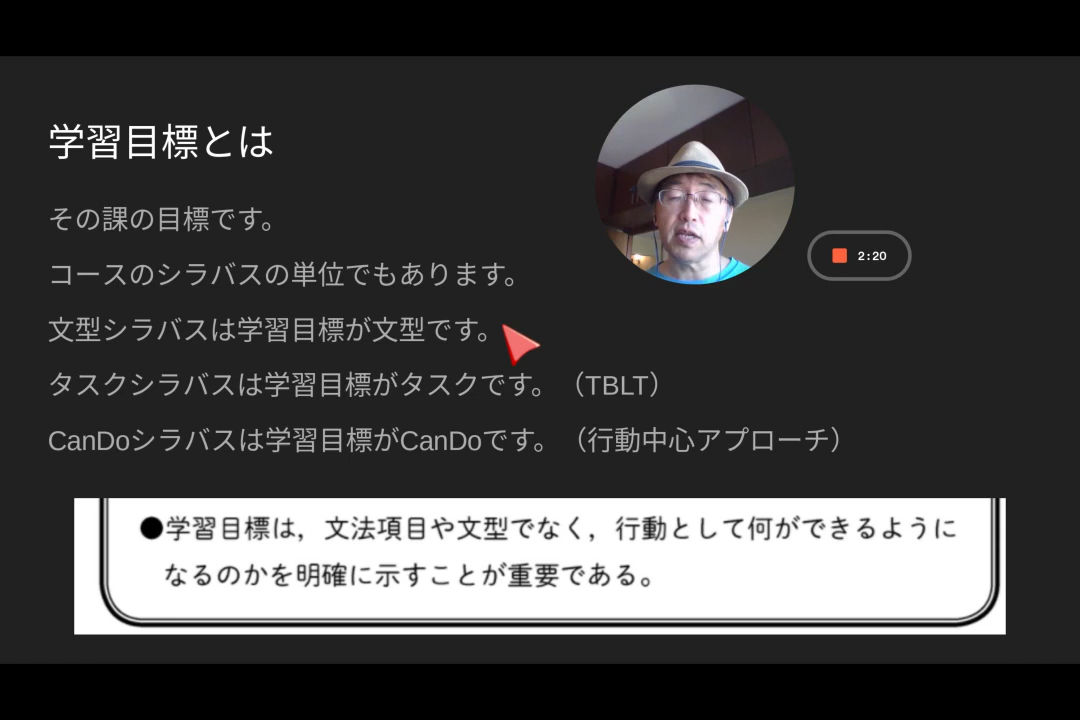 学習目標とは
その課の目標です。
コースのシラバスの単位でもあります。
文型シラバスは学習目標が文型です。
タスクシラバスは学習目標がタスクです。（TBLT）
CanDoシラバスは学習目標がCanDoです。（行動中心アプローチ）
2:20
●学習目標は，文法項目や文型でなく，行動として何ができるように
なるのかを明確に示すことが重要である。